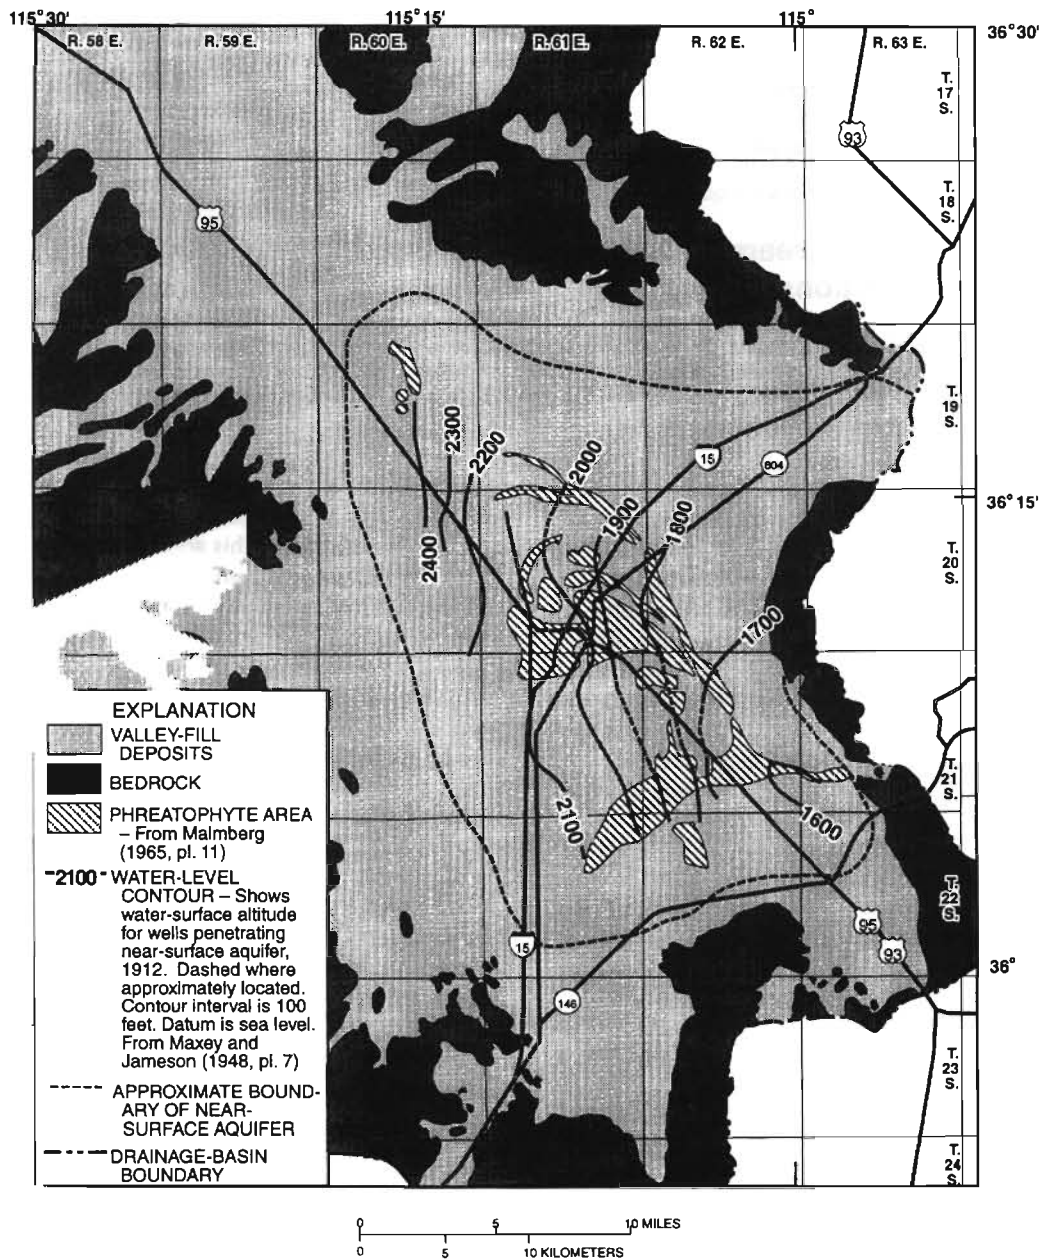 115°30'
115°15'
115°
R. 58 E.
R. 59 E.
R. 60 E.
R. 61 E.
R. 62 E.
R. 63 E.
36°30'
T.
17
S.
93
T.
18
S.
95
T.
19
S.
2300
2200
2000
15
604
36°15'
1900
1800
2400
T.
20
S.
1700
T.
21
S.
2100
1600
T.
22
S.
15
95
93
36°
146
T.
23
S.
T.
24
S.
EXPLANATION
VALLEY-FILL
DEPOSITS
BEDROCK
PHREATOPHYTE AREA
– From Malmberg
(1965, pl. 11)
-2100- WATER-LEVEL
CONTOUR – Shows
water-surface altitude
for wells penetrating
near-surface aquifer,
1912. Dashed where
approximately located.
Contour interval is 100
feet. Datum is sea level.
From Maxey and
Jameson (1948, pl. 7)
APPROXIMATE BOUND-
ARY OF NEAR-
SURFACE AQUIFER
DRAINAGE-BASIN
BOUNDARY
0 5 10 MILES
0 5 10 KILOMETERS